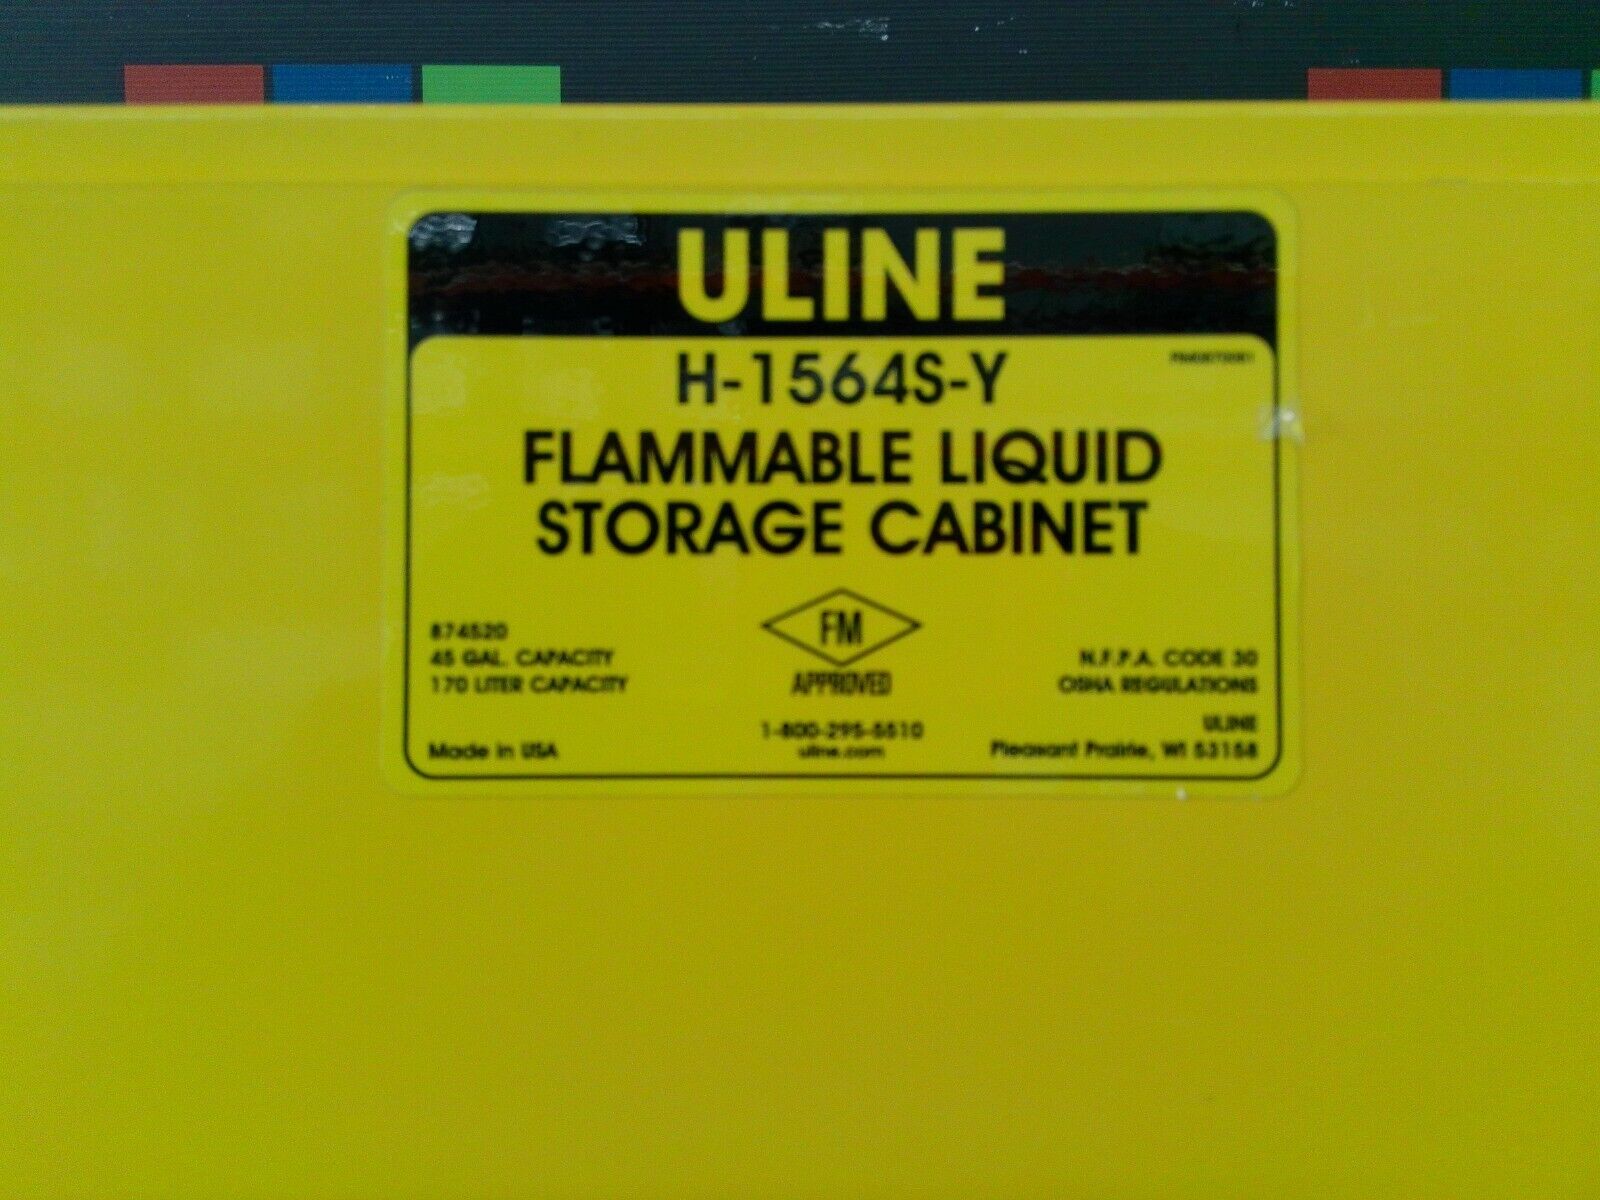 ULINE
H-1564S-Y
FLAMMABLE LIQUID
STORAGE CABINET
874520
45 GAL. CAPACITY
170 LITER CAPACITY
Made in USA
FM
APPROVED
1-800-295-5510
uline.com
N.F.P.A. CODE 30
OSHA REGULATIONS
ULINE
Pleasant Prairie, WI 53158